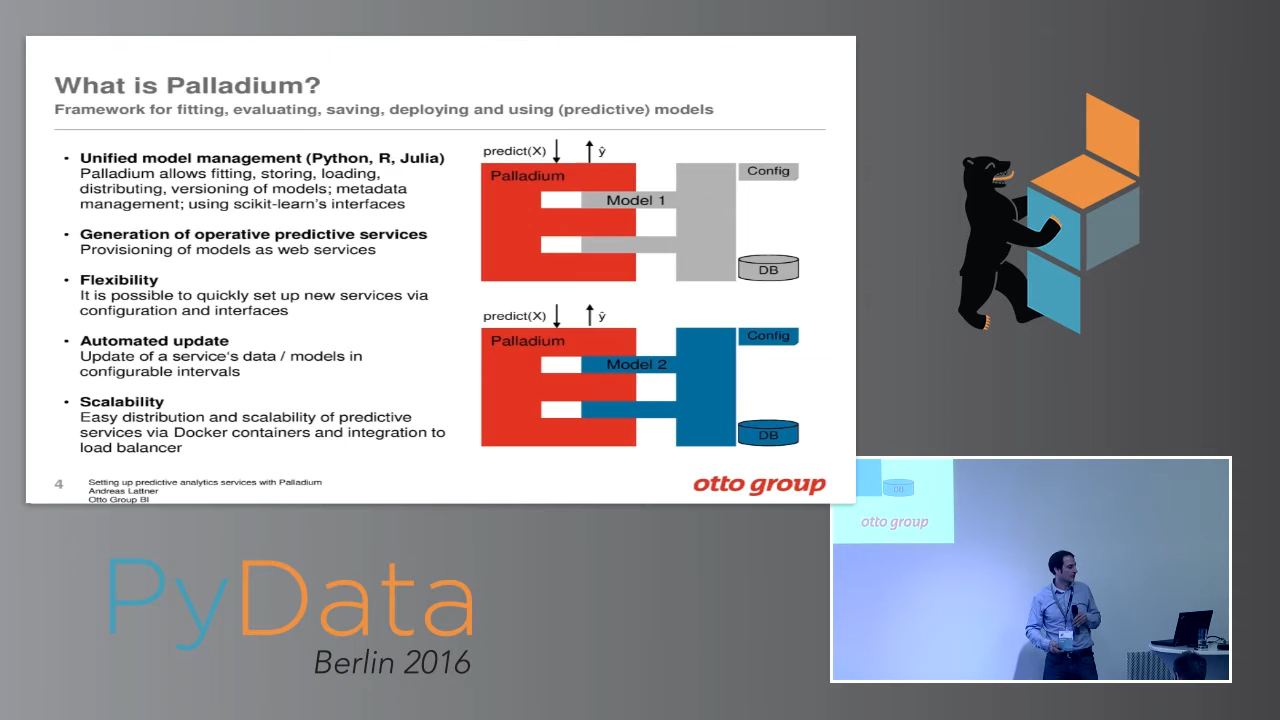 What is Palladium?
Framework for fitting, evaluating, saving, deploying and using (predictive) models
• Unified model management (Python, R, Julia)
Palladium allows fitting, storing, loading,
distributing, versioning of models; metadata
management; using scikit-learn's interfaces
• Generation of operative predictive services
Provisioning of models as web services
• Flexibility
It is possible to quickly set up new services via
configuration and interfaces
• Automated update
Update of a service's data / models in
configurable intervals
• Scalability
Easy distribution and scalability of predictive
services via Docker containers and integration to
load balancer
predict(X)
ŷ
Palladium
Config
Model 1
DB
predict(X)
ŷ
Palladium
Config
Model 2
DB
4
Setting up predictive analytics services with Palladium
Andreas Lattner
Otto Group BI
otto group
DB
otto group
PyData
Berlin 2016